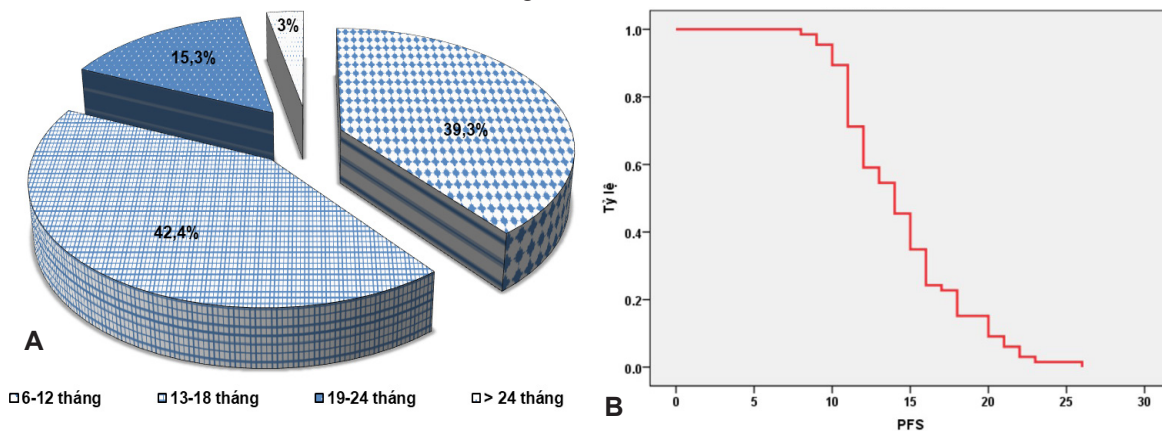 3%
15,3%
39,3%
42,4%
A
6-12 tháng
13-18 tháng
19-24 tháng
> 24 tháng
1.0
0.8
0.6
0.4
0.2
0.0
Tỷ lệ
0 5 10 15 20 25 30
PFS
B